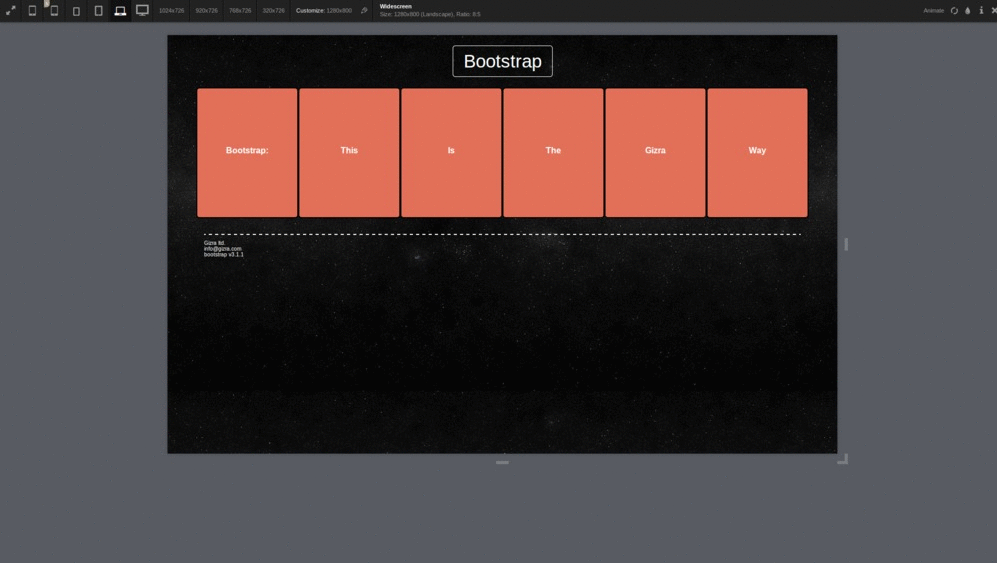 1024x726 920x726 768x726 320x726 Customize: 1280x800 Widescreen Animate
Size: 1280x800 (Landscape), Ratio: 8:5
Bootstrap
Bootstrap: This Is The Gizra Way
Gizra ltd.
info@gizra.com
bootstrap v3.1.1